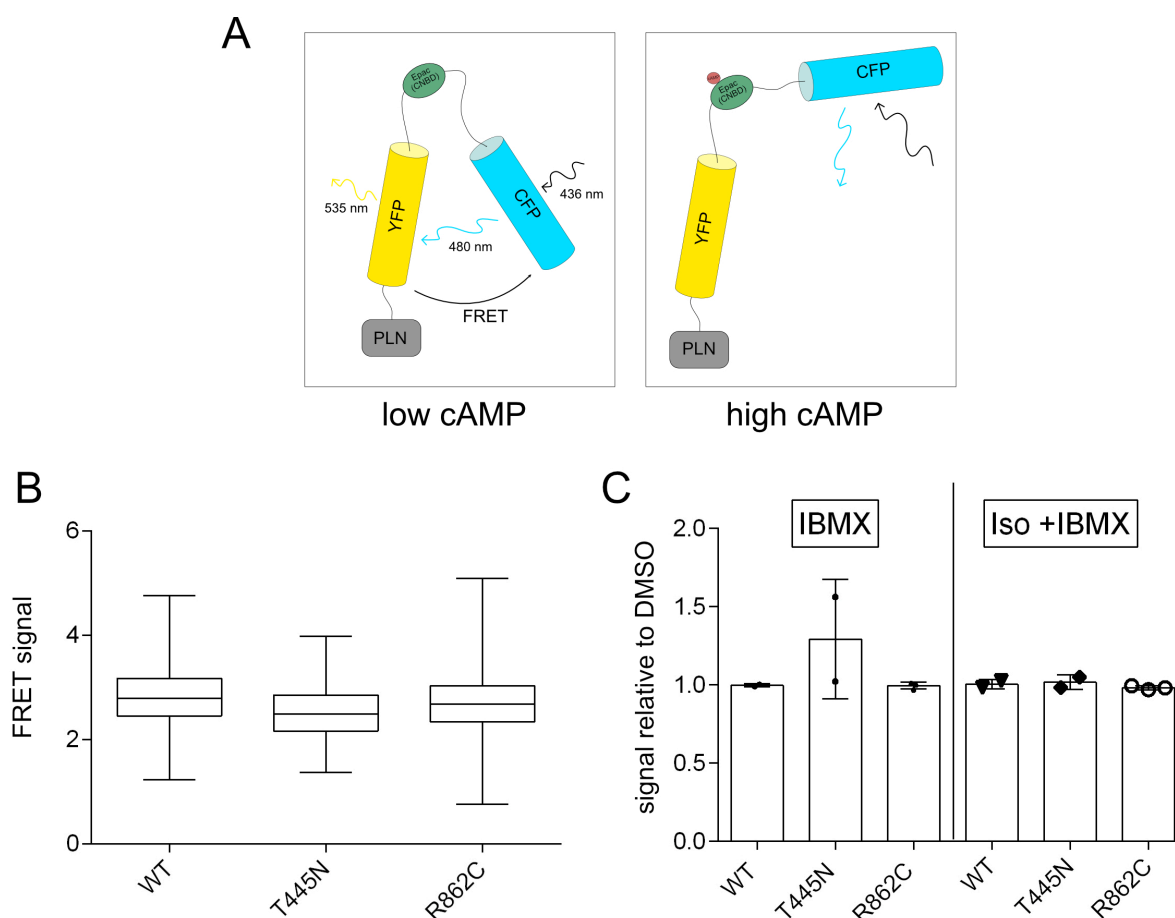 A
Epac
(CNBD)
CFP
YFP
436 nm
535 nm
480 nm
FRET
PLN
low cAMP
cAMP
Epac
(CNBD)
CFP
YFP
PLN
high cAMP
B
FRET signal
6
4
2
0
WT
T445N
R862C
C
IBMX
Iso +IBMX
signal relative to DMSO
2.0
1.5
1.0
0.5
0.0
WT
T445N
R862C
WT
T445N
R862C